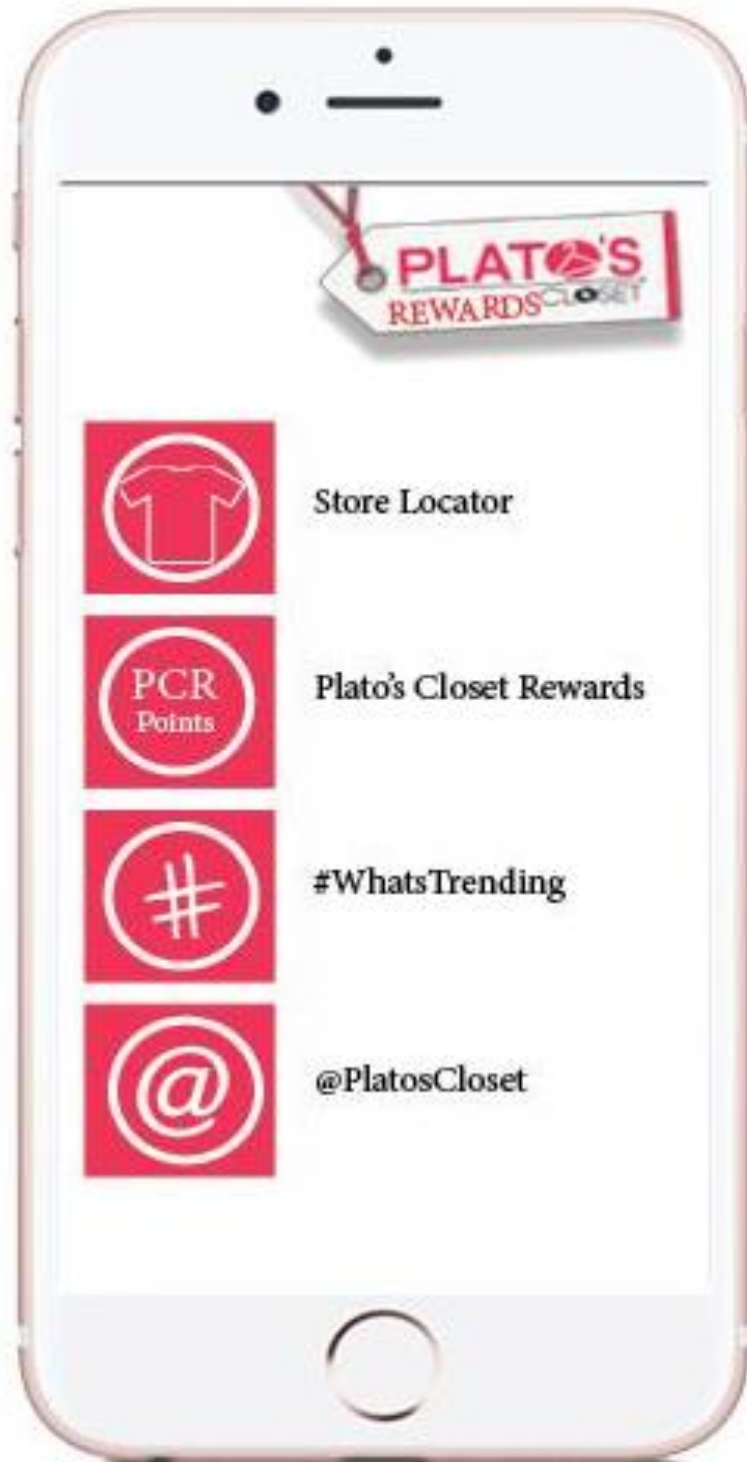 PLATO'S
REWARDS CLOSET
Store Locator
PCR
Points
Plato's Closet Rewards
#
#WhatsTrending
@
@PlatosCloset